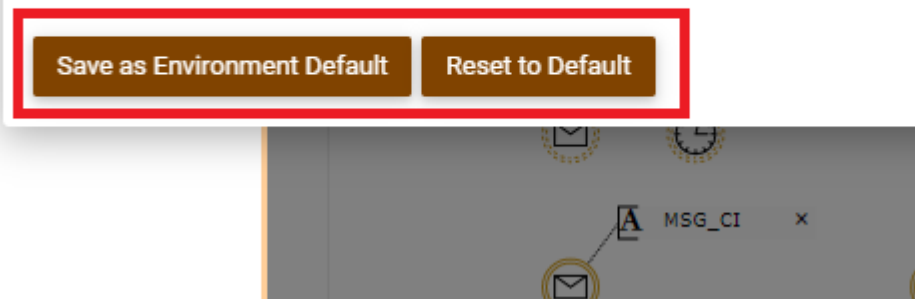 Save as Environment Default Reset to Default
A MSG_CI ×